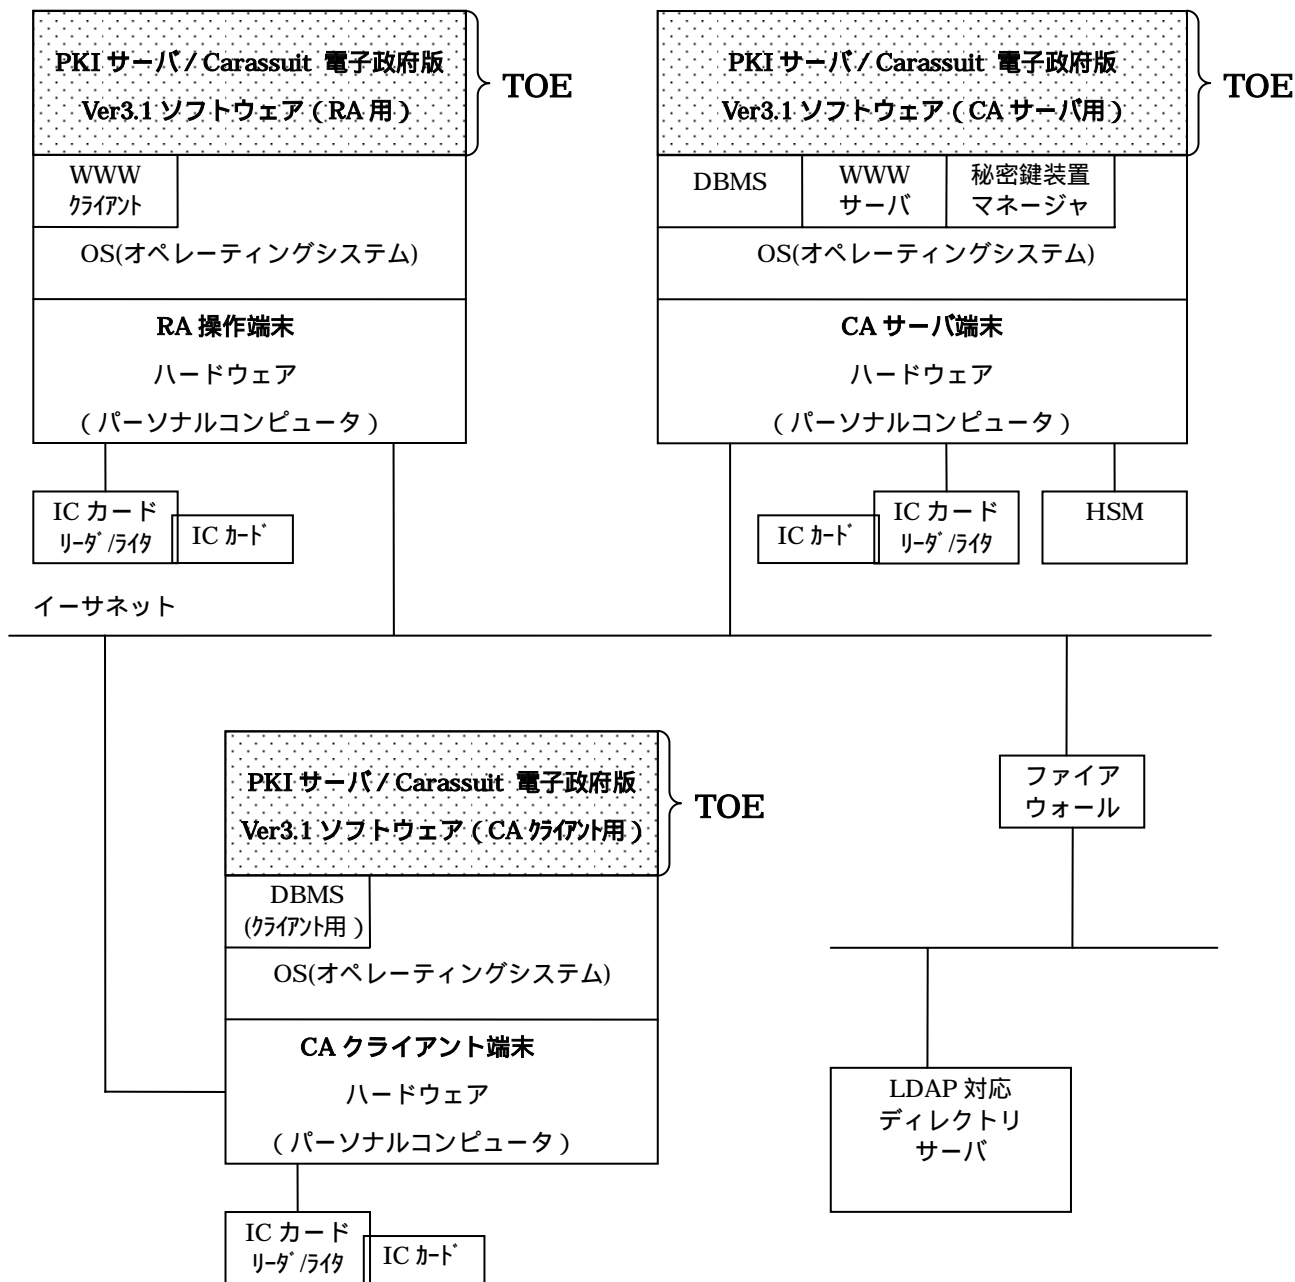 PKI サーバ / Carassuit 電子政府版
Ver3.1 ソフトウェア ( RA 用 )
TOE
WWW
クライアント
OS(オペレーティングシステム)
RA 操作端末
ハードウェア
( パーソナルコンピュータ )
IC カード
リーダ/ライタ
IC カード
PKI サーバ / Carassuit 電子政府版
Ver3.1 ソフトウェア ( CA サーバ用 )
TOE
DBMS
WWW
サーバ
秘密鍵装置
マネージャ
OS(オペレーティングシステム)
CA サーバ端末
ハードウェア
( パーソナルコンピュータ )
IC カード
IC カード
リーダ/ライタ
HSM
イーサネット
PKI サーバ / Carassuit 電子政府版
Ver3.1 ソフトウェア ( CA クライアント用 )
TOE
DBMS
(クライアント用 )
OS(オペレーティングシステム)
CA クライアント端末
ハードウェア
( パーソナルコンピュータ )
IC カード
リーダ/ライタ
IC カード
ファイア
ウォール
LDAP 対応
ディレクトリ
サーバ